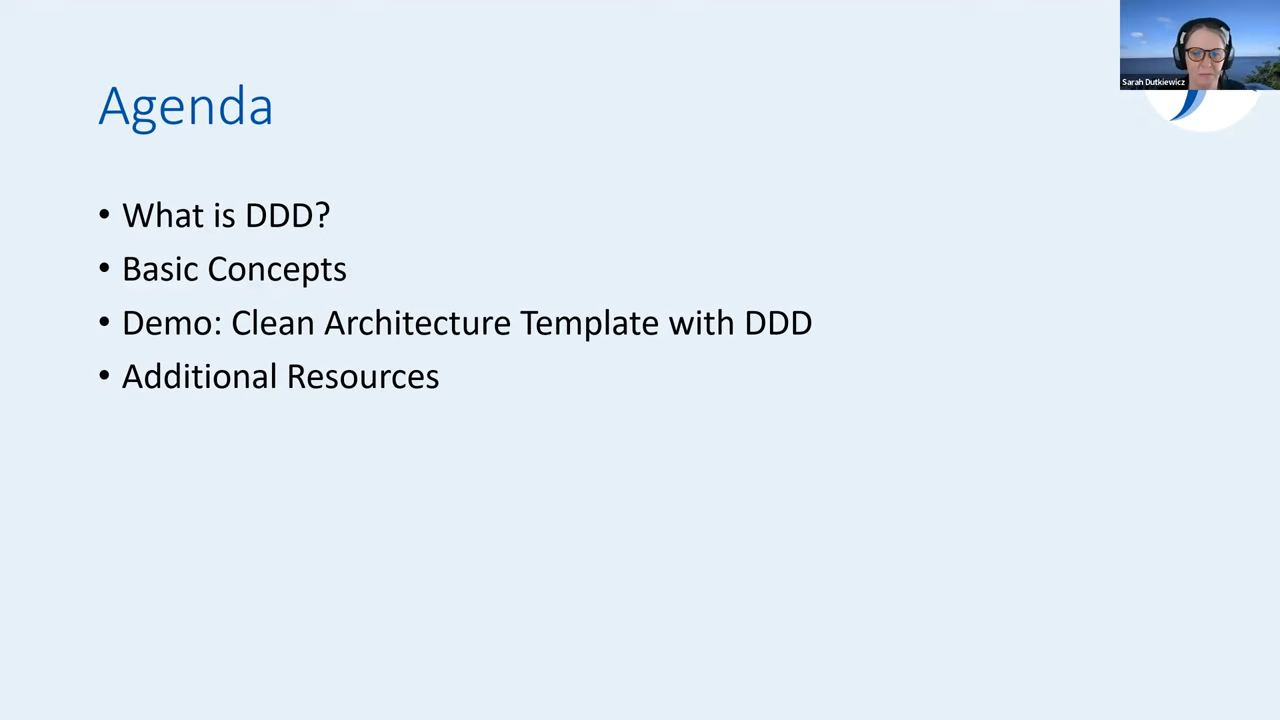 Sarah Dutkiewicz
Agenda
• What is DDD?
• Basic Concepts
• Demo: Clean Architecture Template with DDD
• Additional Resources